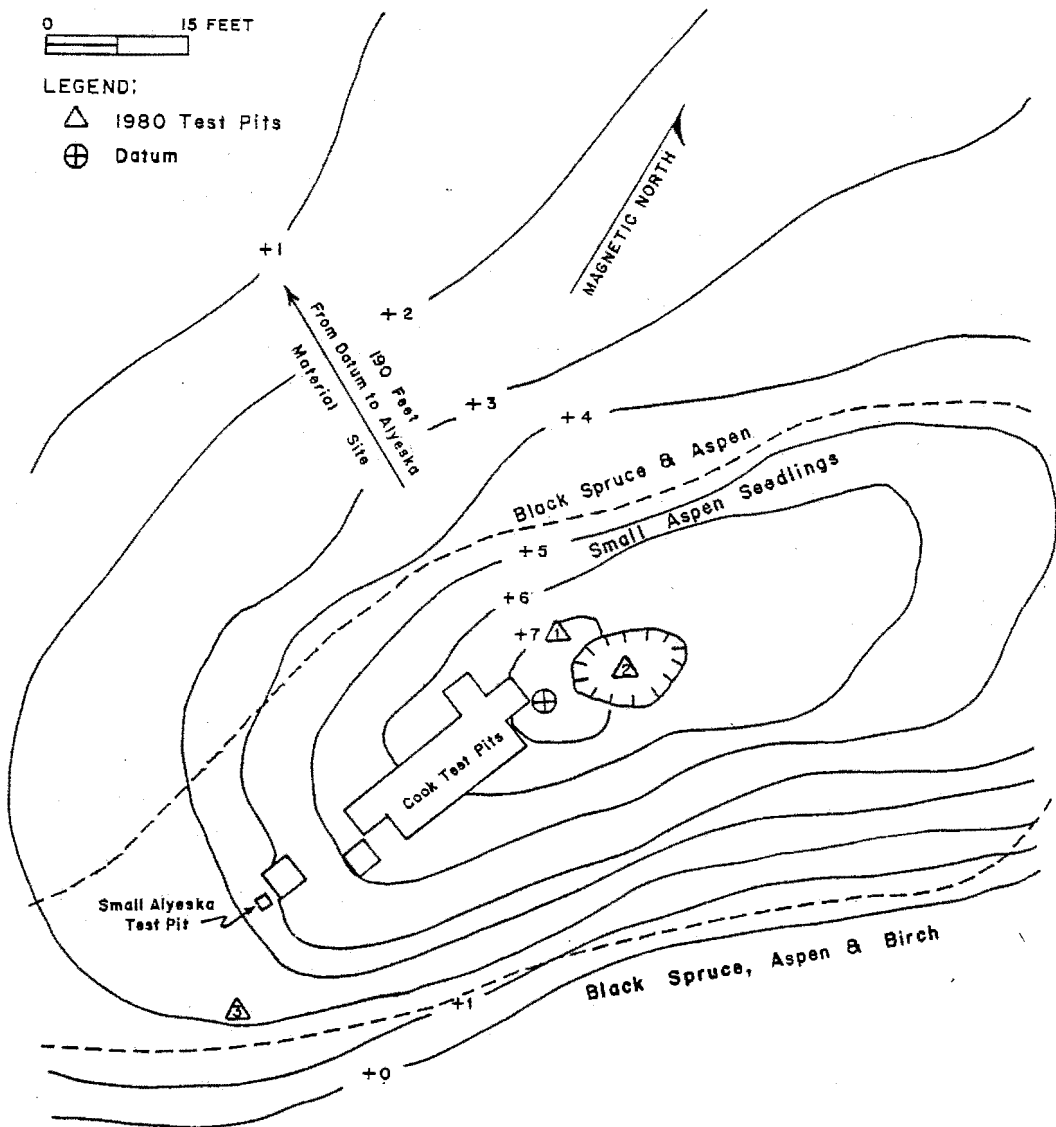 0 15 FEET
LEGEND:
1980 Test Pits
Datum
MAGNETIC NORTH
+1
+2
+3
+4
190 Feet
From Datum to Alyeska
Material Site
Black Spruce & Aspen
Small Aspen Seedlings
+5
+6
+7
1
2
Cook Test Pits
Small Alyeska
Test Pit
3
Black Spruce, Aspen & Birch
+1
+0